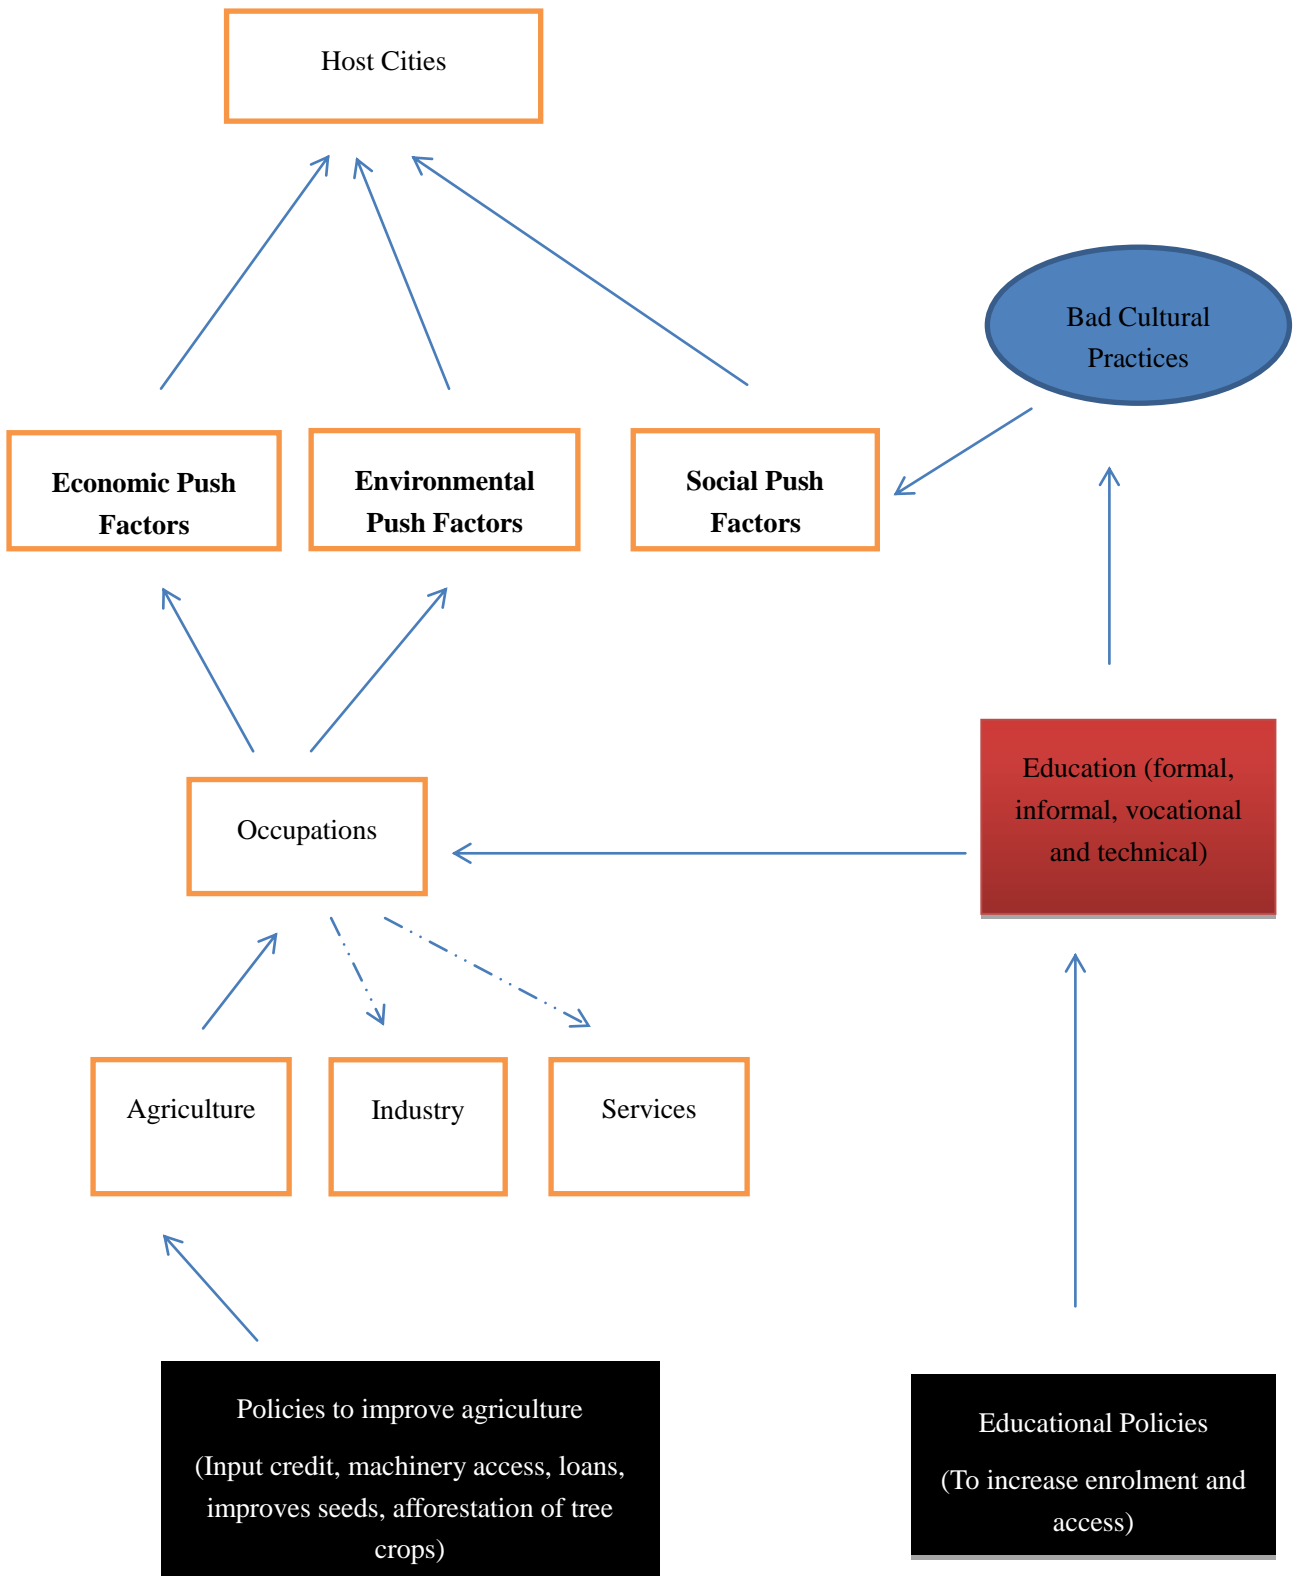 Host Cities
Bad Cultural
Practices
Economic Push
Factors
Environmental
Push Factors
Social Push
Factors
Education (formal,
informal, vocational
and technical)
Occupations
Agriculture
Industry
Services
Policies to improve agriculture
(Input credit, machinery access, loans,
improves seeds, afforestation of tree
crops)
Educational Policies
(To increase enrolment and
access)